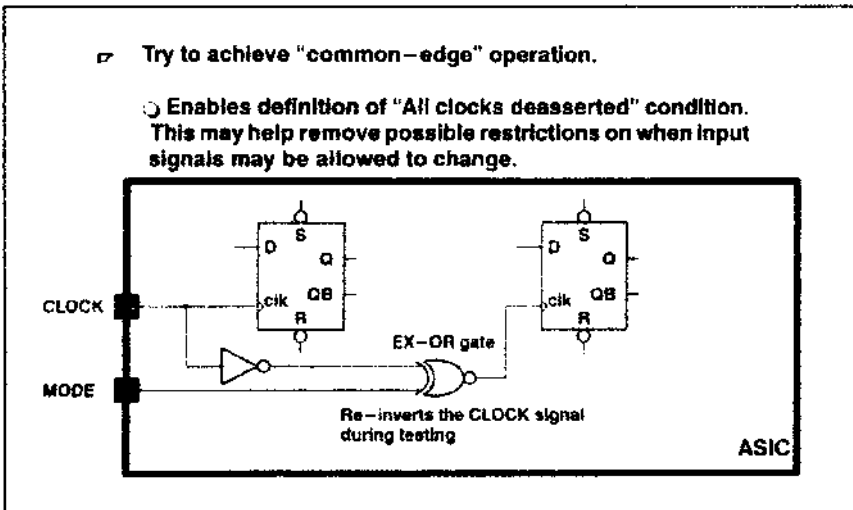 Try to achieve "common-edge" operation.
Enables definition of "All clocks deasserted" condition.
This may help remove possible restrictions on when input
signals may be allowed to change.
S
D
Q
QB
clk
R
S
D
Q
QB
clk
R
CLOCK
EX-OR gate
MODE
Re-inverts the CLOCK signal
during testing
ASIC